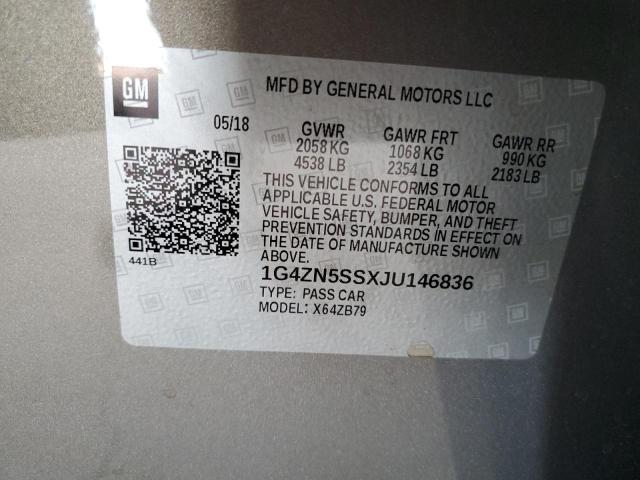 GM
MFD BY GENERAL MOTORS LLC
05/18
GVWR GAWR FRT GAWR RR
2058 KG 1068 KG 990 KG
4538 LB 2354 LB 2183 LB
THIS VEHICLE CONFORMS TO ALL
APPLICABLE U.S. FEDERAL MOTOR
VEHICLE SAFETY, BUMPER, AND THEFT
PREVENTION STANDARDS IN EFFECT ON
THE DATE OF MANUFACTURE SHOWN
ABOVE.
441B
1G4ZN5SSXJU146836
TYPE: PASS CAR
MODEL: X64ZB79